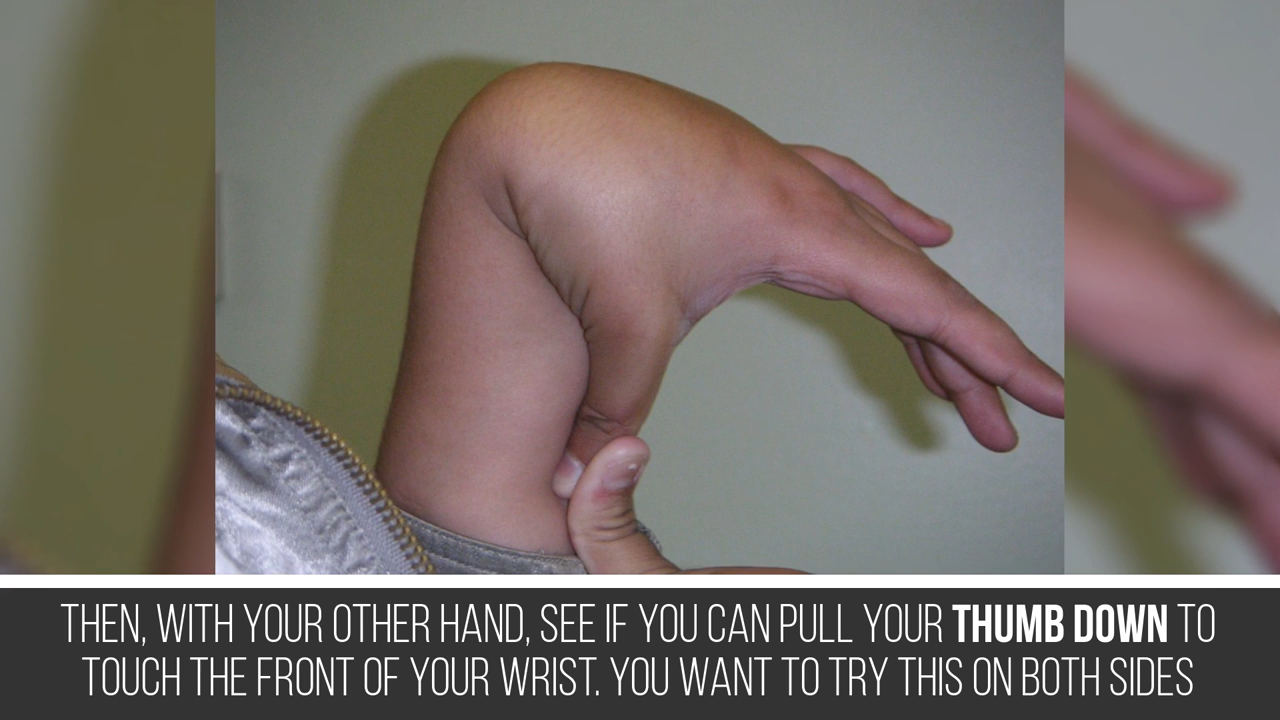 THEN, WITH YOUR OTHER HAND, SEE IF YOU CAN PULL YOUR THUMB DOWN TO
TOUCH THE FRONT OF YOUR WRIST. YOU WANT TO TRY THIS ON BOTH SIDES